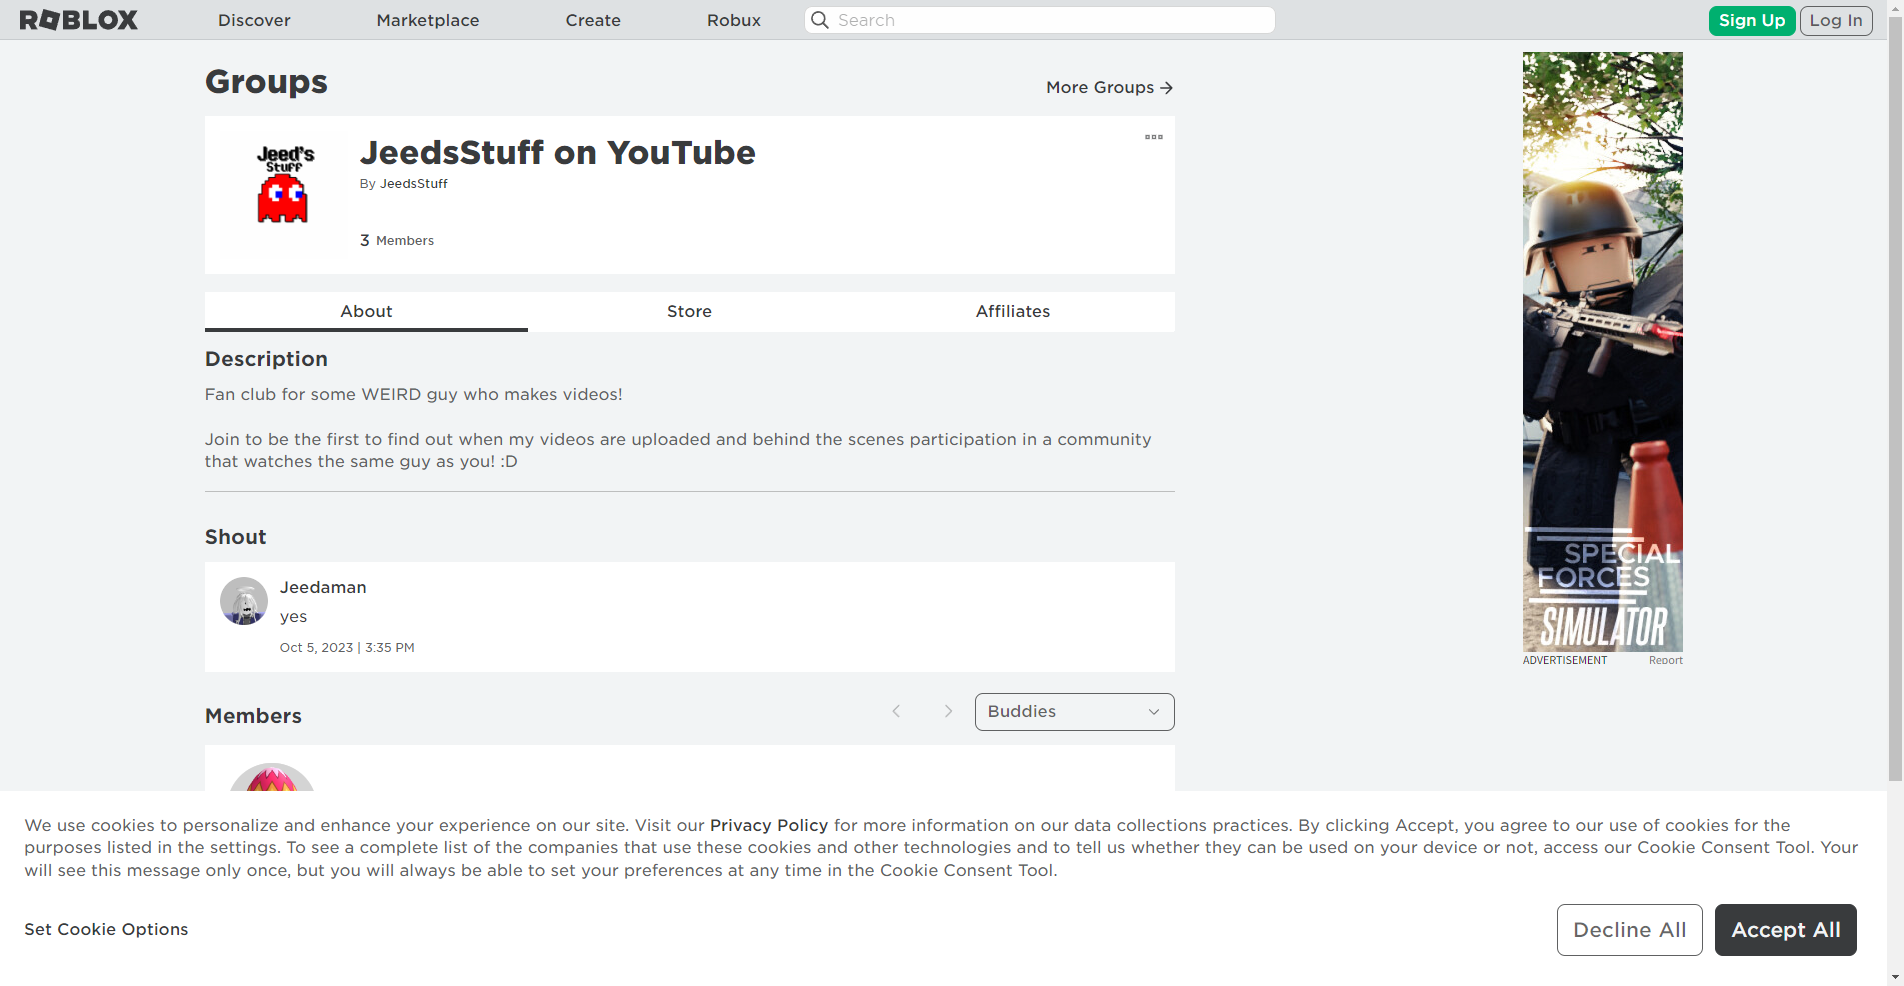 ROBLOX
Discover
Marketplace
Create
Robux
Search
Sign Up
Log In
Groups
More Groups
Jeed's
Stuff
JeedsStuff on YouTube
By JeedsStuff
3 Members
About
Store
Affiliates
Description
Fan club for some WEIRD guy who makes videos!
Join to be the first to find out when my videos are uploaded and behind the scenes participation in a community
that watches the same guy as you! :D
Shout
Jeedaman
yes
Oct 5, 2023 | 3:35 PM
SPECIAL
FORCES
SIMULATOR
ADVERTISEMENT
Report
Members
Buddies
We use cookies to personalize and enhance your experience on our site. Visit our Privacy Policy for more information on our data collections practices. By clicking Accept, you agree to our use of cookies for the
purposes listed in the settings. To see a complete list of the companies that use these cookies and other technologies and to tell us whether they can be used on your device or not, access our Cookie Consent Tool. Your
will see this message only once, but you will always be able to set your preferences at any time in the Cookie Consent Tool.
Set Cookie Options
Decline All
Accept All